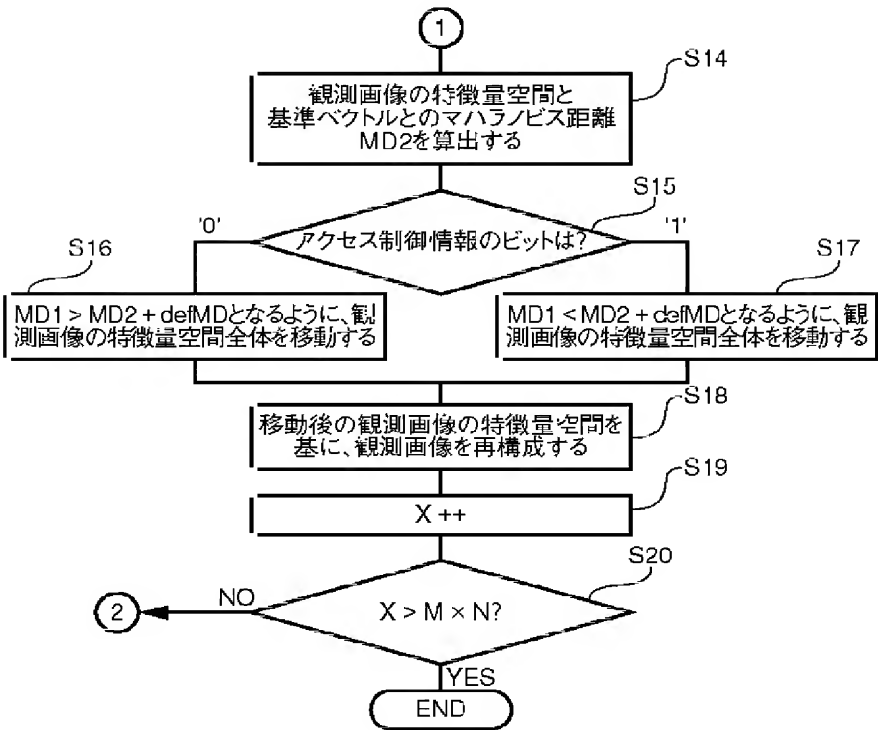 1
S14
観測画像の特徴量空間と
基準ベクトルとのマハラノビス距離
MD2を算出する
S15
'0'
'1'
アクセス制御情報のビットは?
S16
S17
MD1 > MD2 + defMDとなるように、観
測画像の特徴量空間全体を移動する
MD1 < MD2 + defMDとなるように、観
測画像の特徴量空間全体を移動する
S18
移動後の観測画像の特徴量空間を
基に、観測画像を再構成する
S19
X ++
S20
2
NO
X > M × N?
YES
END